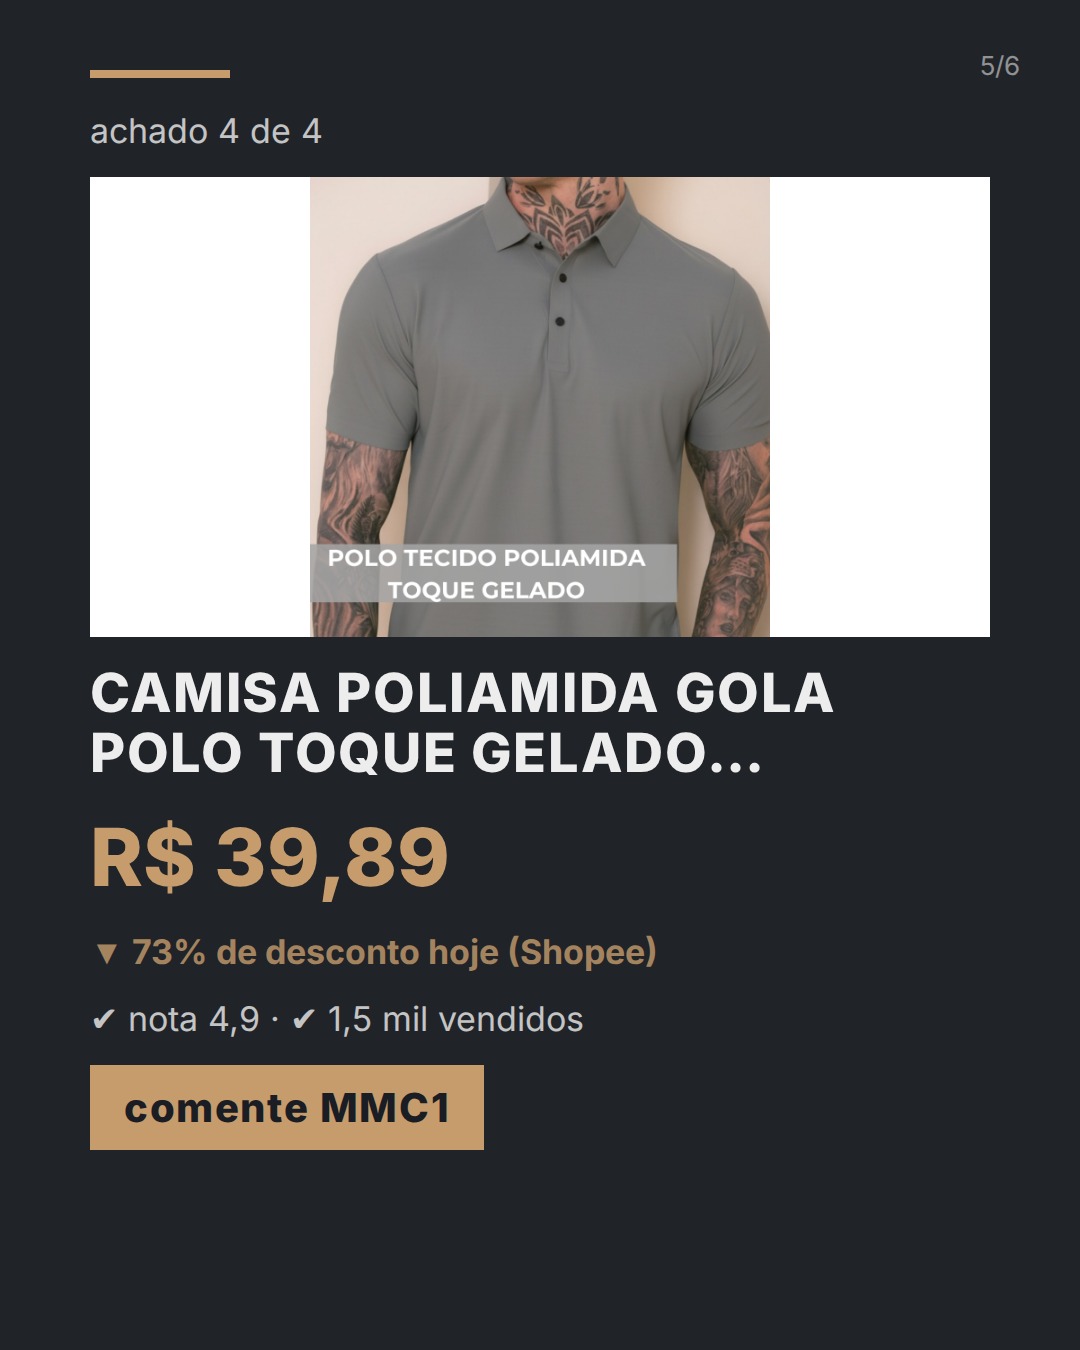 5/6
achado 4 de 4
POLO TECIDO POLIAMIDA
TOQUE GELADO
CAMISA POLIAMIDA GOLA
POLO TOQUE GELADO...
R$ 39,89
▼ 73% de desconto hoje (Shopee)
✔ nota 4,9 · ✔ 1,5 mil vendidos
comente MMC1